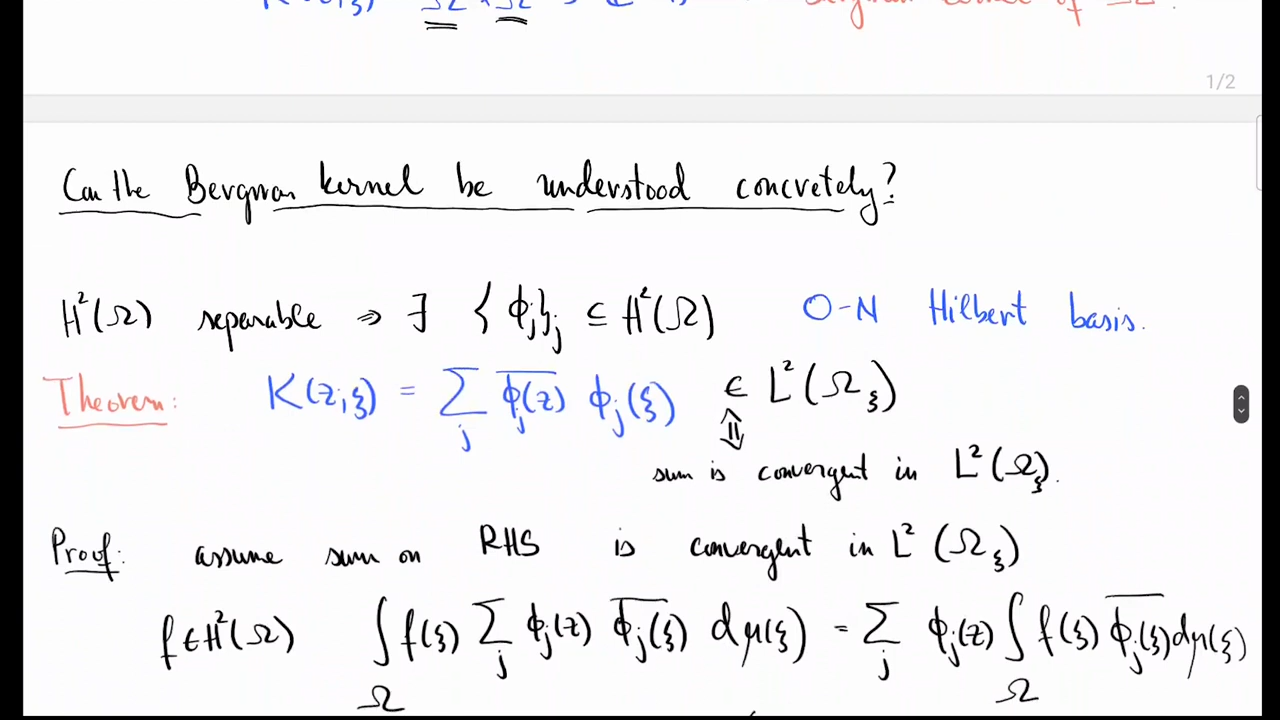 1/2
Can the Bergman kernel be understood concretely?
H²(Ω) separable ⇒ ∃ {ϕⱼ}ⱼ ⊆ H²(Ω) O-N Hilbert basis.
Theorem: K(z,ξ) = ∑ⱼ \overline{ϕⱼ(z)} ϕⱼ(ξ) ∈ L²(Ω_ξ)
⇕
sum is convergent in L²(Ω_ξ).
Proof: assume sum on RHS is convergent in L²(Ω_ξ)
f∈H²(Ω) ∫_Ω f(ξ) ∑ⱼ ϕⱼ(z) \overline{ϕⱼ(ξ)} dμ(ξ) = ∑ⱼ ϕⱼ(z) ∫_Ω f(ξ) \overline{ϕⱼ(ξ)} dμ(ξ)